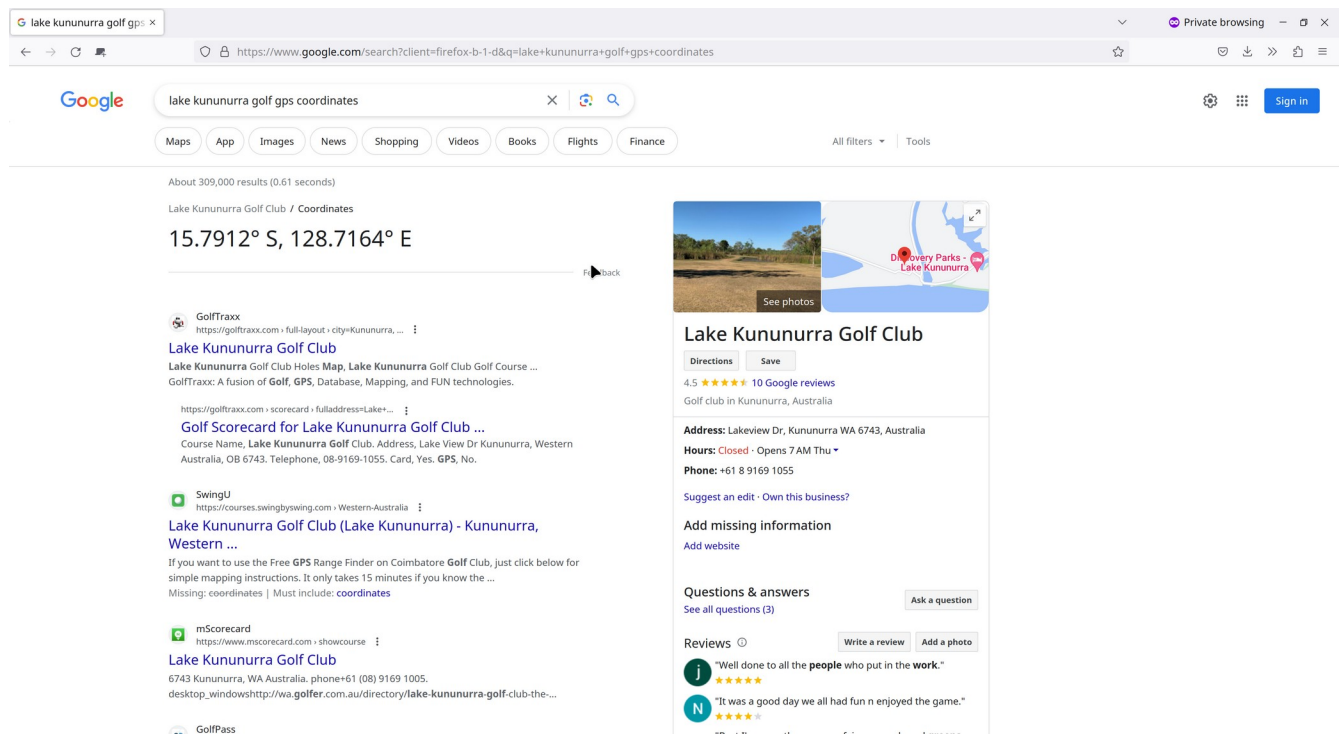 lake kununurra golf gps
Private browsing
https://www.google.com/search?client=firefox-b-1-d&q=lake+kununurra+golf+gps+coordinates
Google
lake kununurra golf gps coordinates
Sign in
Maps
App
Images
News
Shopping
Videos
Books
Flights
Finance
All filters
Tools
About 309,000 results (0.61 seconds)
Lake Kununurra Golf Club / Coordinates
15.7912° S, 128.7164° E
GolfTraxx
https://golftraxx.com › full-layout › city=Kununurra, ...
Lake Kununurra Golf Club
Lake Kununurra Golf Club Holes Map, Lake Kununurra Golf Club Golf Course ...
GolfTraxx: A fusion of Golf, GPS, Database, Mapping, and FUN technologies.
https://golftraxx.com › scorecard › fulladdress=Lake+...
Golf Scorecard for Lake Kununurra Golf Club ...
Course Name, Lake Kununurra Golf Club. Address, Lake View Dr Kununurra, Western
Australia, OB 6743. Telephone, 08-9169-1055. Card, Yes. GPS, No.
SwingU
https://courses.swingbyswing.com › Western-Australia
Lake Kununurra Golf Club (Lake Kununurra) - Kununurra,
Western ...
If you want to use the Free GPS Range Finder on Coimbatore Golf Club, just click below for
simple mapping instructions. It only takes 15 minutes if you know the ...
Missing: coordinates | Must include: coordinates
mScorecard
https://www.mscorecard.com › showcourse
Lake Kununurra Golf Club
6743 Kununurra, WA Australia. phone+61 (08) 9169 1005.
desktop_windowshttp://wa.golfer.com.au/directory/lake-kununurra-golf-club-the-...
GolfPass
See photos
Discovery Parks -
Lake Kununurra
Lake Kununurra Golf Club
Directions
Save
4.5 10 Google reviews
Golf club in Kununurra, Australia
Address: Lakeview Dr, Kununurra WA 6743, Australia
Hours: Closed · Opens 7 AM Thu
Phone: +61 8 9169 1055
Suggest an edit · Own this business?
Add missing information
Add website
Questions & answers
Ask a question
See all questions (3)
Reviews
Write a review
Add a photo
j
"Well done to all the people who put in the work."
N
"It was a good day we all had fun n enjoyed the game."